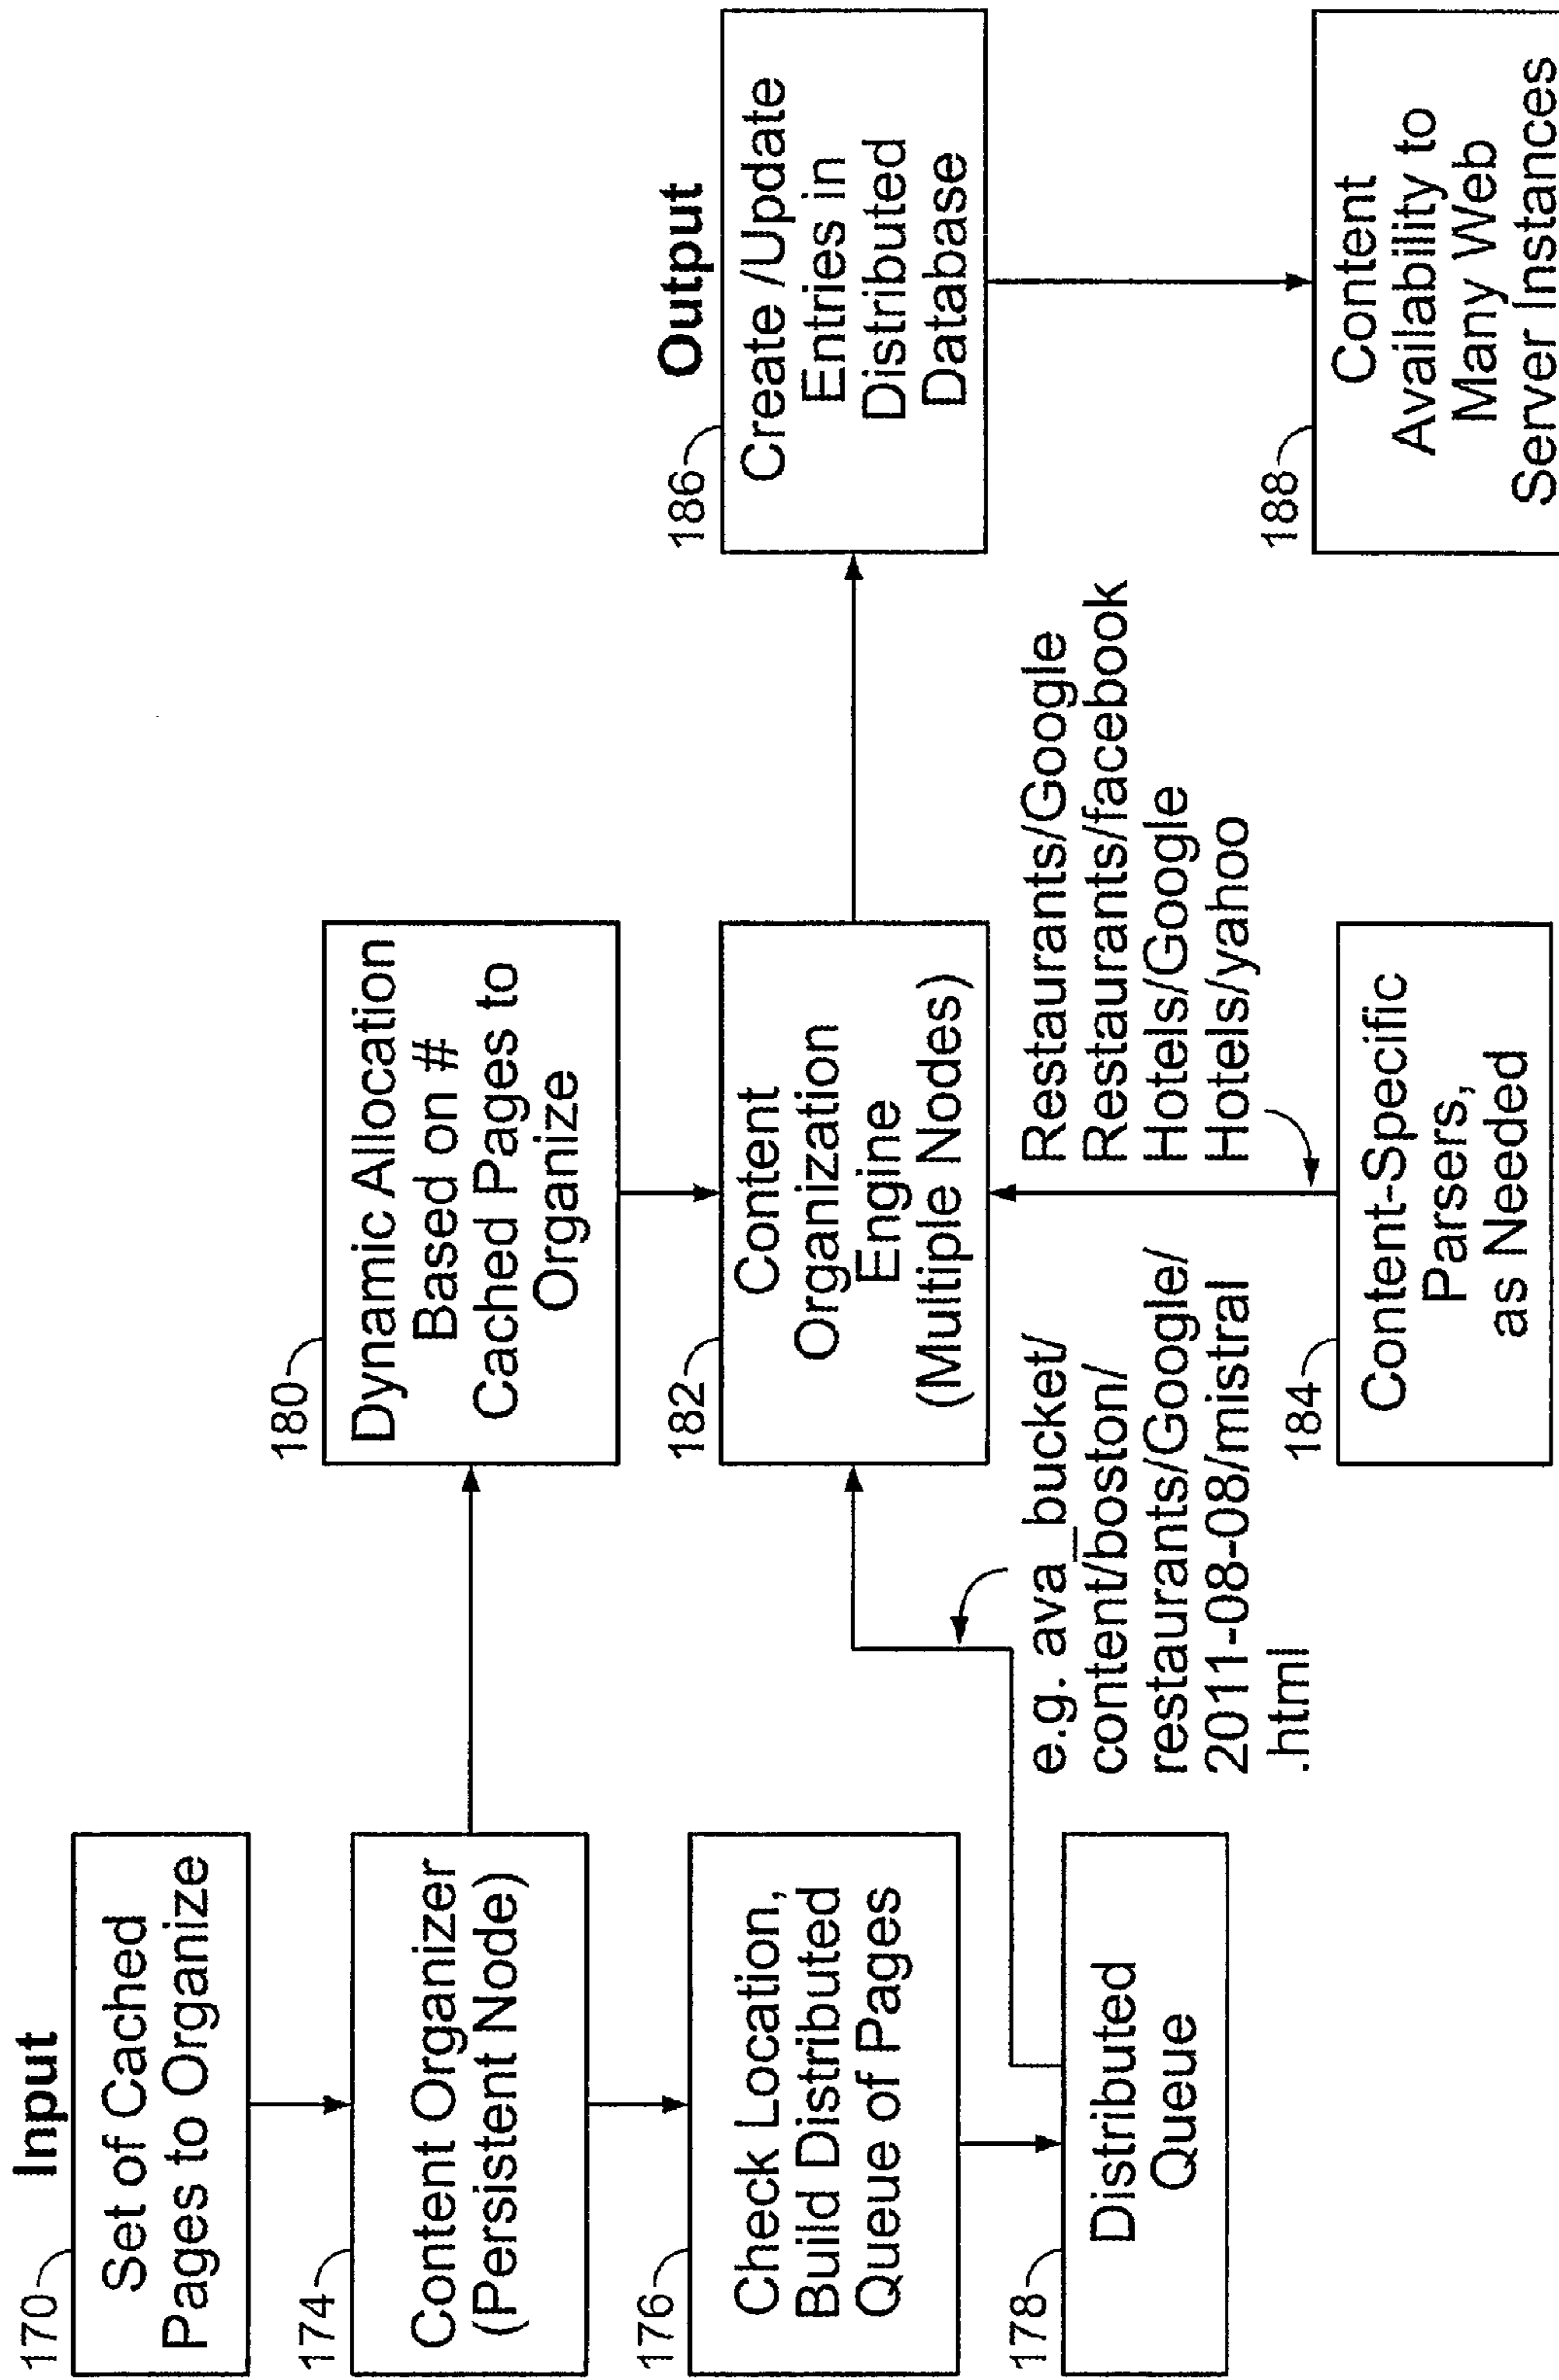 Input
170
Set of Cached
Pages to Organize
174
Content Organizer
(Persistent Node)
176
Check Location,
Build Distributed
Queue of Pages
178
Distributed
Queue
180
Dynamic Allocation
Based on #
Cached Pages to
Organize
182
Content
Organization
Engine
(Multiple Nodes)
e.g. ava_bucket/
content/boston/
restaurants/Google/
2011-08-08/mistral
.html
Restaurants/Google
Restaurants/facebook
Hotels/Google
Hotels/yahoo
184
Content-Specific
Parsers,
as Needed
Output
186
Create /Update
Entries in
Distributed
Database
188
Content
Availability to
Many Web
Server Instances